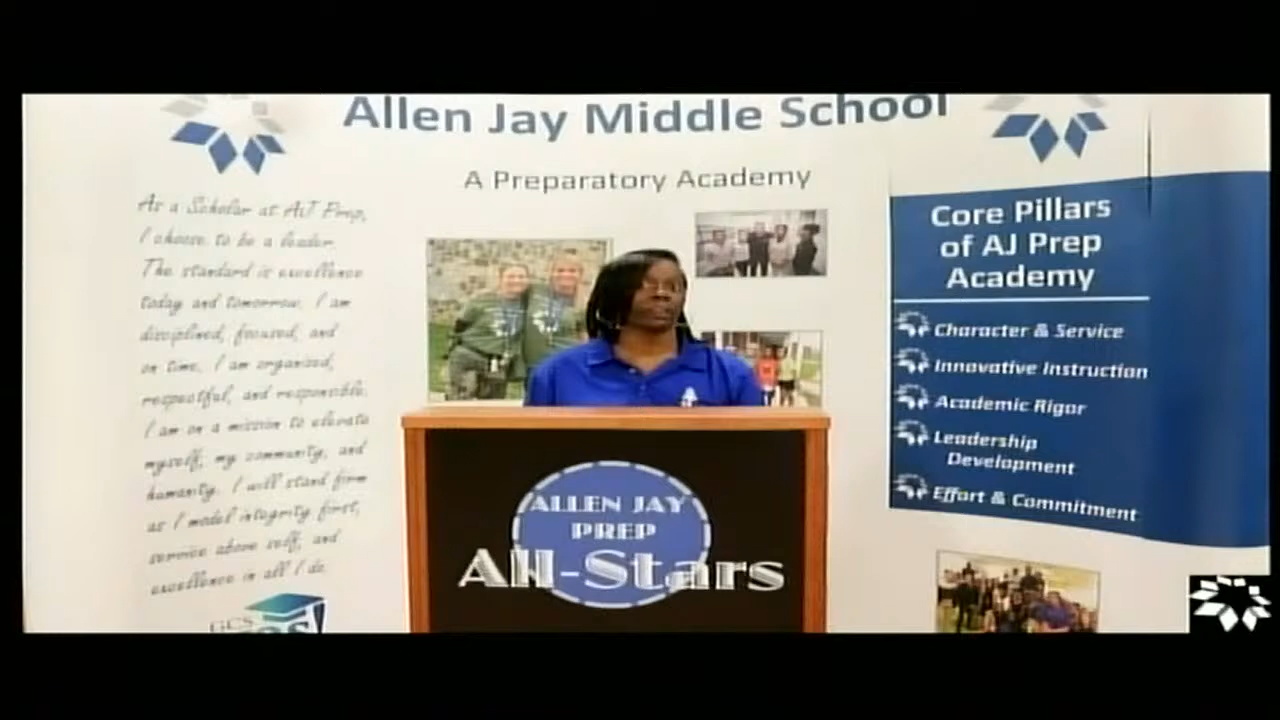 Allen Jay Middle School
A Preparatory Academy
As a Scholar at AJ Prep,
I choose to be a leader.
The standard is excellence
today and tomorrow. I am
disciplined, focused, and
on time. I am organized,
respectful, and responsible.
I am on a mission to elevate
myself, my community, and
humanity. I will stand firm
as I model integrity first,
service above self, and
excellence in all I do.
GCS
Core Pillars
of AJ Prep
Academy
Character & Service
Innovative Instruction
Academic Rigor
Leadership
Development
Effort & Commitment
ALLEN JAY
PREP
All-Stars